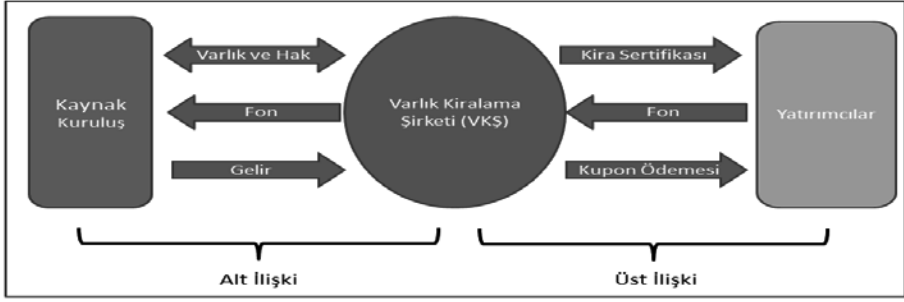 Kaynak
Kuruluş
Varlık ve Hak
Fon
Gelir
Varlık Kiralama
Şirketi (VKŞ)
Kira Sertifikası
Fon
Kupon Ödemesi
Yatırımcılar
Alt İlişki
Üst İlişki